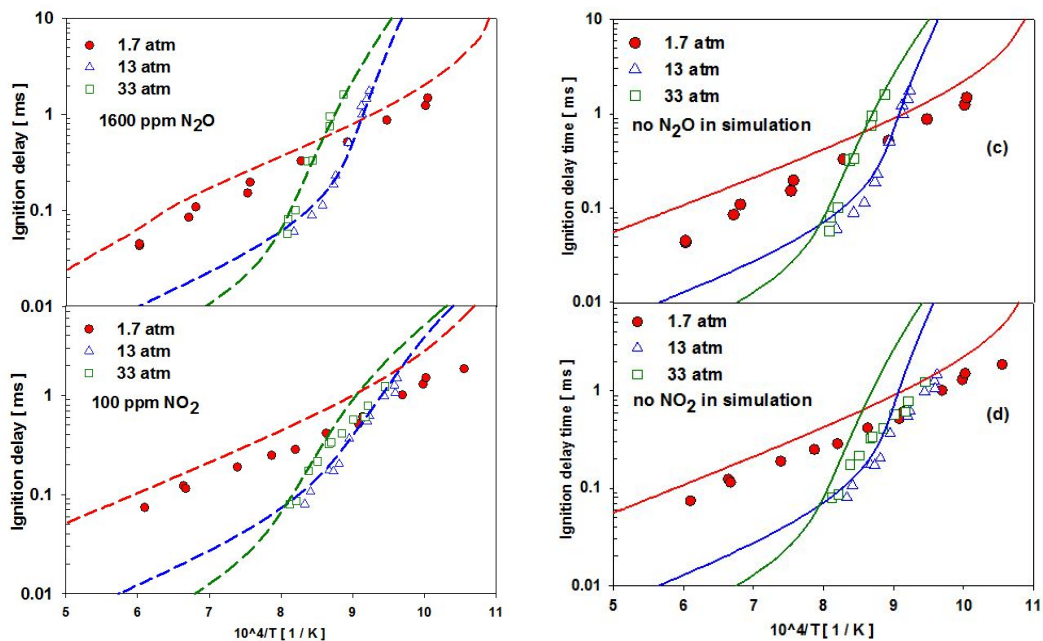 10
1
0.1
0.01
Ignition delay [ ms]
1.7 atm
13 atm
33 atm
1600 ppm N2O
10
1
0.1
0.01
Ignition delay time [ ms]
1.7 atm
13 atm
33 atm
no N2O in simulation
(c)
1
0.1
0.01
Ignition delay [ ms]
1.7 atm
13 atm
33 atm
100 ppm NO2
5 6 7 8 9 10 11
10^4/T [ 1 / K ]
1
0.1
0.01
Ignition delay time [ ms]
1.7 atm
13 atm
33 atm
no NO2 in simulation
(d)
5 6 7 8 9 10 11
10^4/T [ 1 / K ]